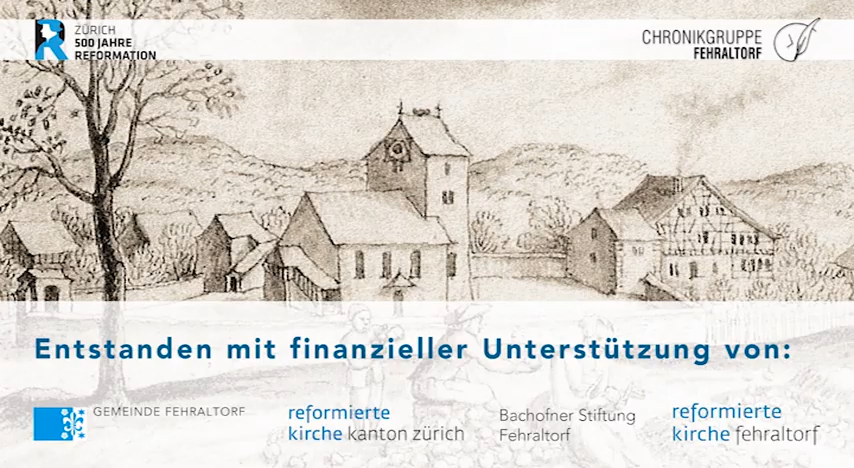 ZÜRICH
500 JAHRE
REFORMATION
CHRONIKGRUPPE
FEHRALTORF
Entstanden mit finanzieller Unterstützung von:
GEMEINDE FEHRALTORF
reformierte
kirche kanton zürich
Bachofner Stiftung
Fehraltorf
reformierte
kirche fehraltorf